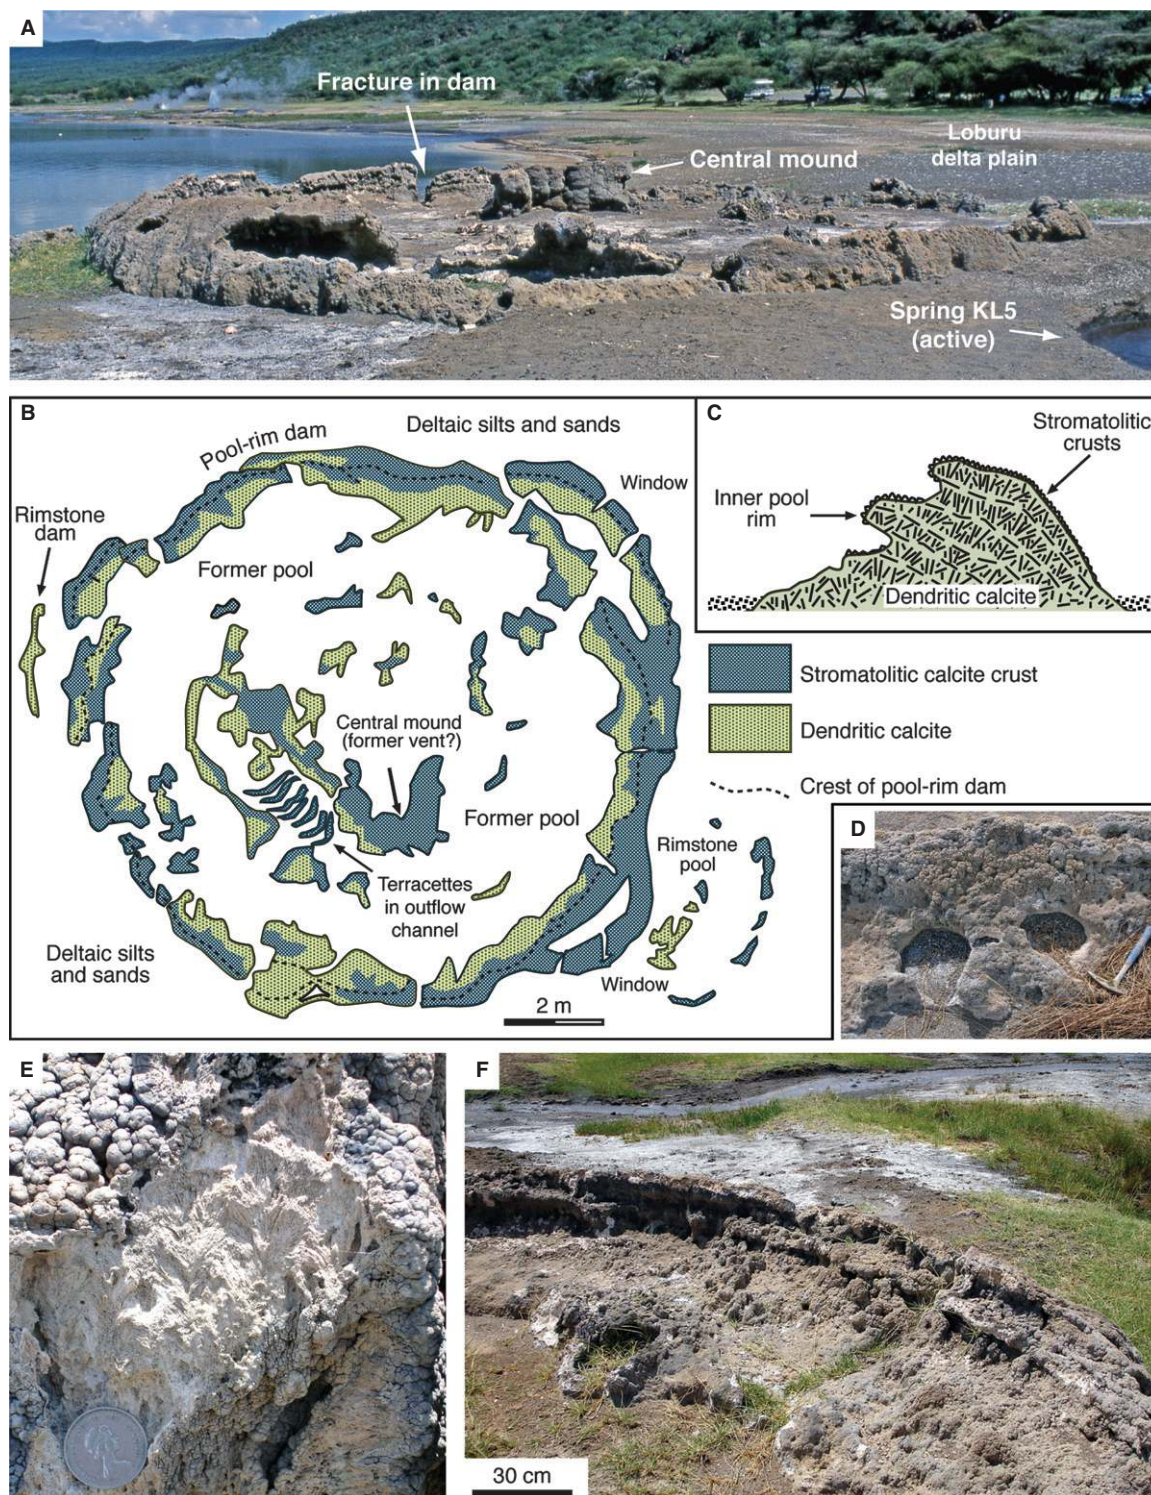 A
Fracture in dam
Central mound
Loburu
delta plain
Spring KL5
(active)
B
Deltaic silts and sands
Pool-rim dam
Window
Rimstone
dam
Former pool
Central mound
(former vent?)
Former pool
Rimstone
pool
Terracettes
in outflow
channel
Deltaic silts
and sands
Window
2 m
C
Stromatolitic
crusts
Inner pool
rim
Dendritic calcite
Stromatolitic calcite crust
Dendritic calcite
Crest of pool-rim dam
D
E
F
30 cm